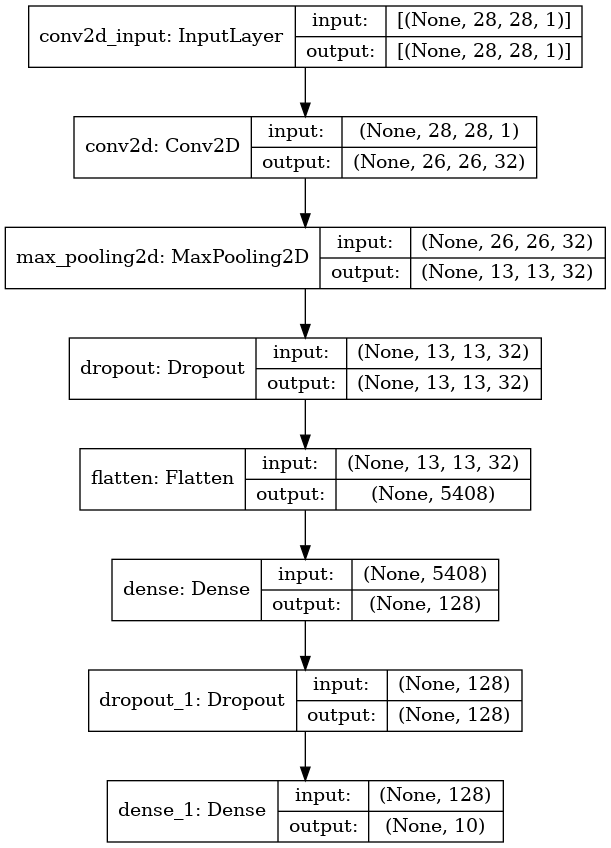 conv2d_input: InputLayer
input:
[(None, 28, 28, 1)]
output:
[(None, 28, 28, 1)]
conv2d: Conv2D
input:
(None, 28, 28, 1)
output:
(None, 26, 26, 32)
max_pooling2d: MaxPooling2D
input:
(None, 26, 26, 32)
output:
(None, 13, 13, 32)
dropout: Dropout
input:
(None, 13, 13, 32)
output:
(None, 13, 13, 32)
flatten: Flatten
input:
(None, 13, 13, 32)
output:
(None, 5408)
dense: Dense
input:
(None, 5408)
output:
(None, 128)
dropout_1: Dropout
input:
(None, 128)
output:
(None, 128)
dense_1: Dense
input:
(None, 128)
output:
(None, 10)